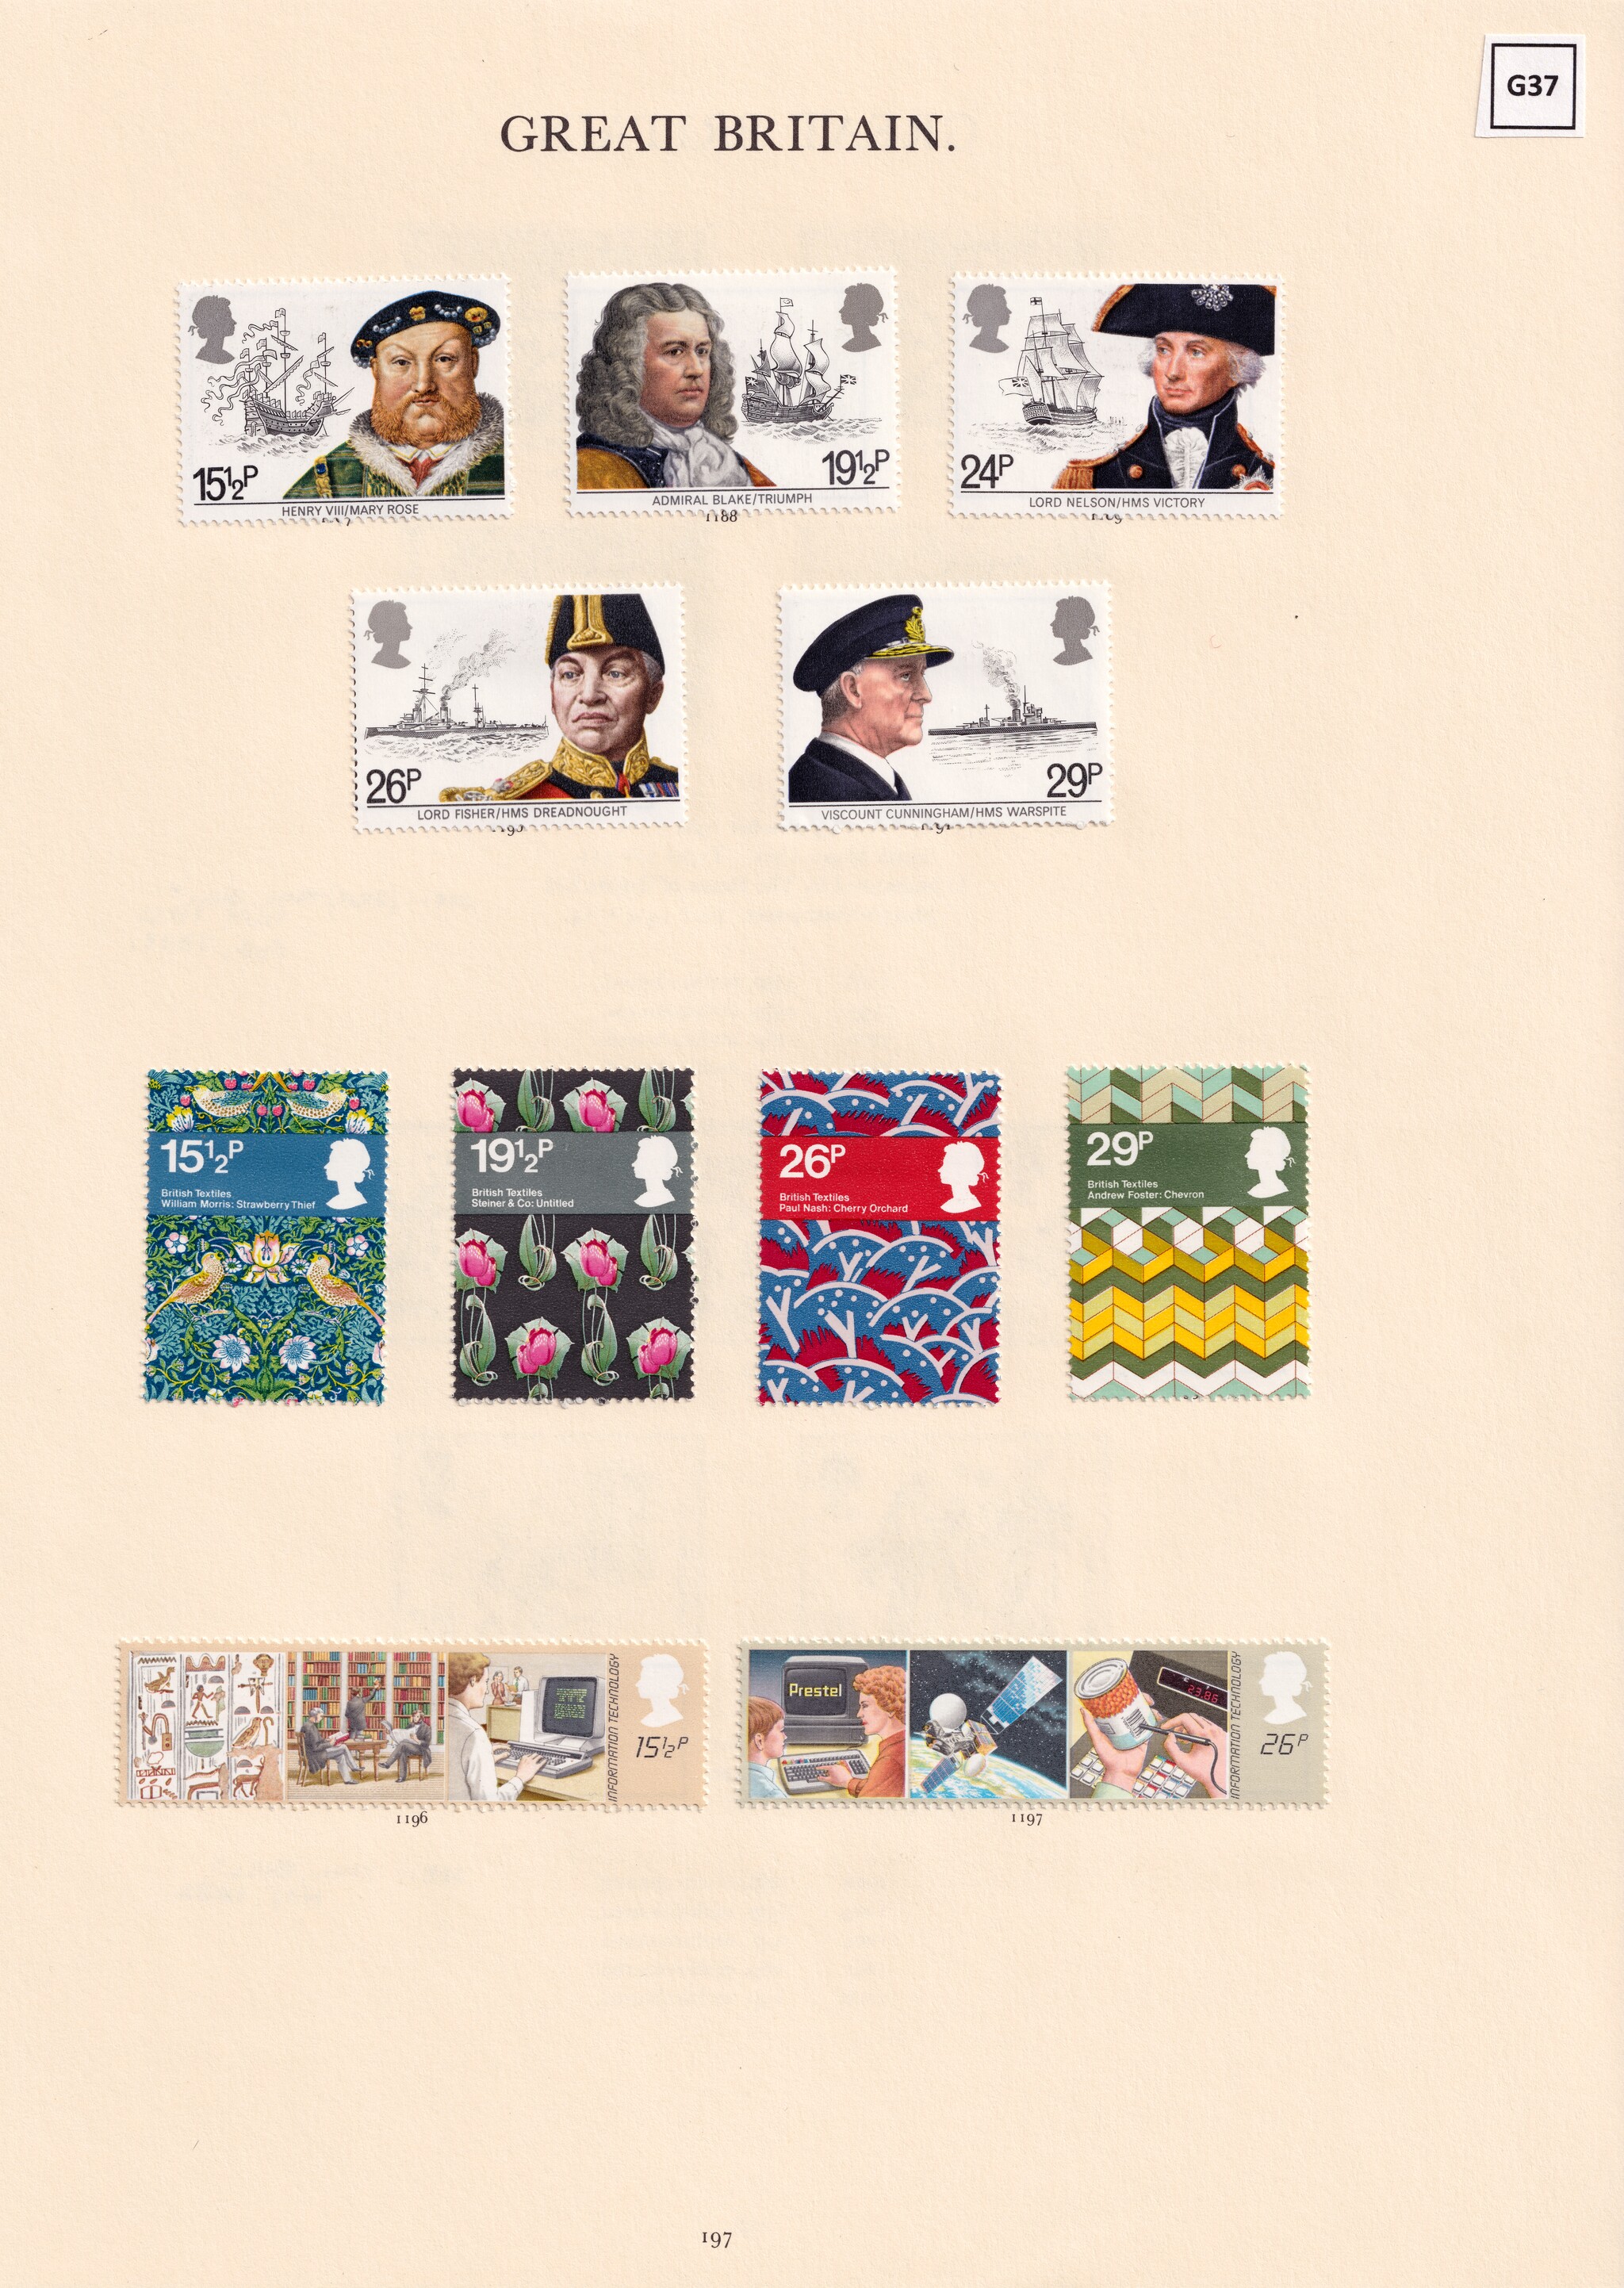 G37
GREAT BRITAIN.
15½P
HENRY VIII/MARY ROSE
19½P
ADMIRAL BLAKE/TRIUMPH
1188
24P
LORD NELSON/HMS VICTORY
26P
LORD FISHER/HMS DREADNOUGHT
29P
VISCOUNT CUNNINGHAM/HMS WARSPITE
15½P
British Textiles
William Morris: Strawberry Thief
19½P
British Textiles
Steiner & Co: Untitled
26P
British Textiles
Paul Nash: Cherry Orchard
29P
British Textiles
Andrew Foster: Chevron
INFORMATION TECHNOLOGY
15½P
1196
Prestel
23.86
INFORMATION TECHNOLOGY
26P
1197
197